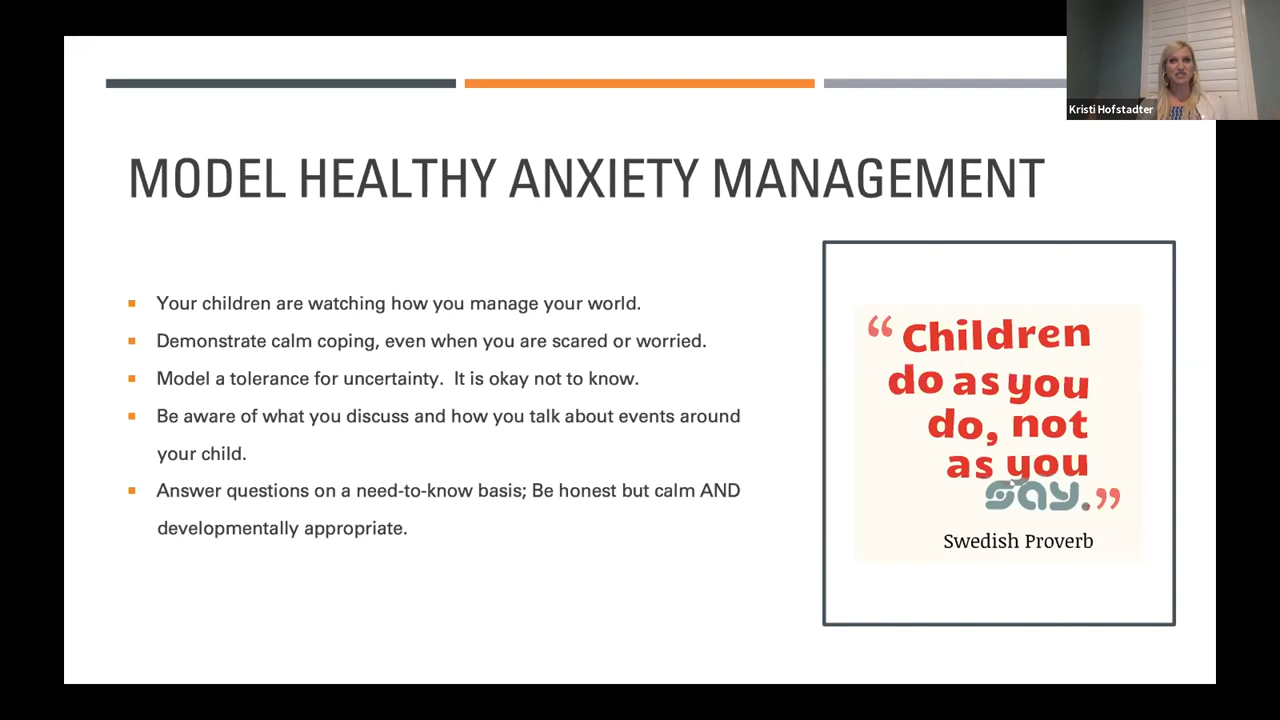 Kristi Hofstadter
MODEL HEALTHY ANXIETY MANAGEMENT
Your children are watching how you manage your world.
Demonstrate calm coping, even when you are scared or worried.
Model a tolerance for uncertainty.  It is okay not to know.
Be aware of what you discuss and how you talk about events around
your child.
Answer questions on a need-to-know basis; Be honest but calm AND
developmentally appropriate.
“Children
do as you
do, not
as you
say.”
Swedish Proverb